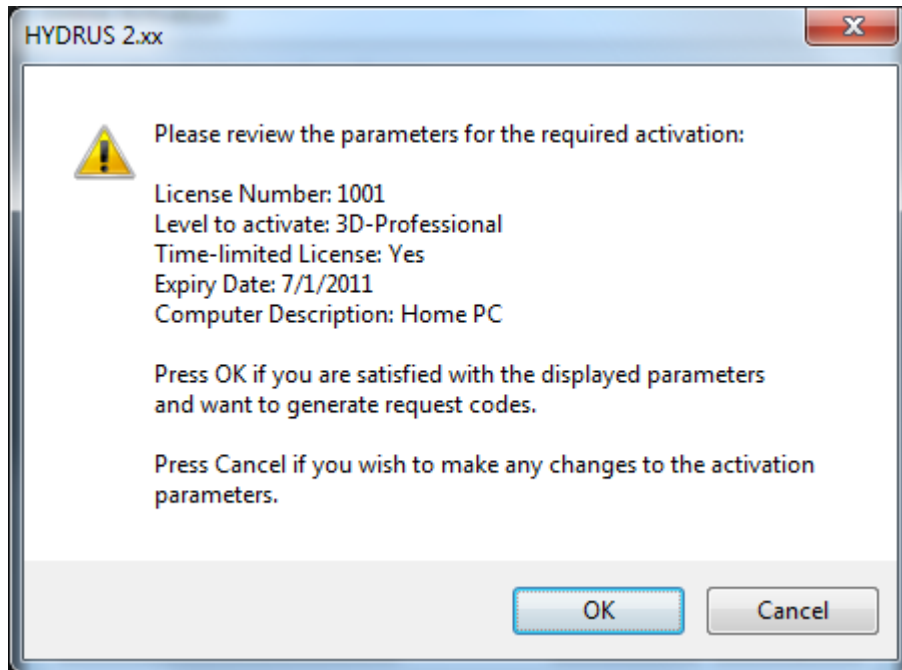 HYDRUS 2.xx
Please review the parameters for the required activation:
License Number: 1001
Level to activate: 3D-Professional
Time-limited License: Yes
Expiry Date: 7/1/2011
Computer Description: Home PC
Press OK if you are satisfied with the displayed parameters
and want to generate request codes.
Press Cancel if you wish to make any changes to the activation
parameters.
OK
Cancel